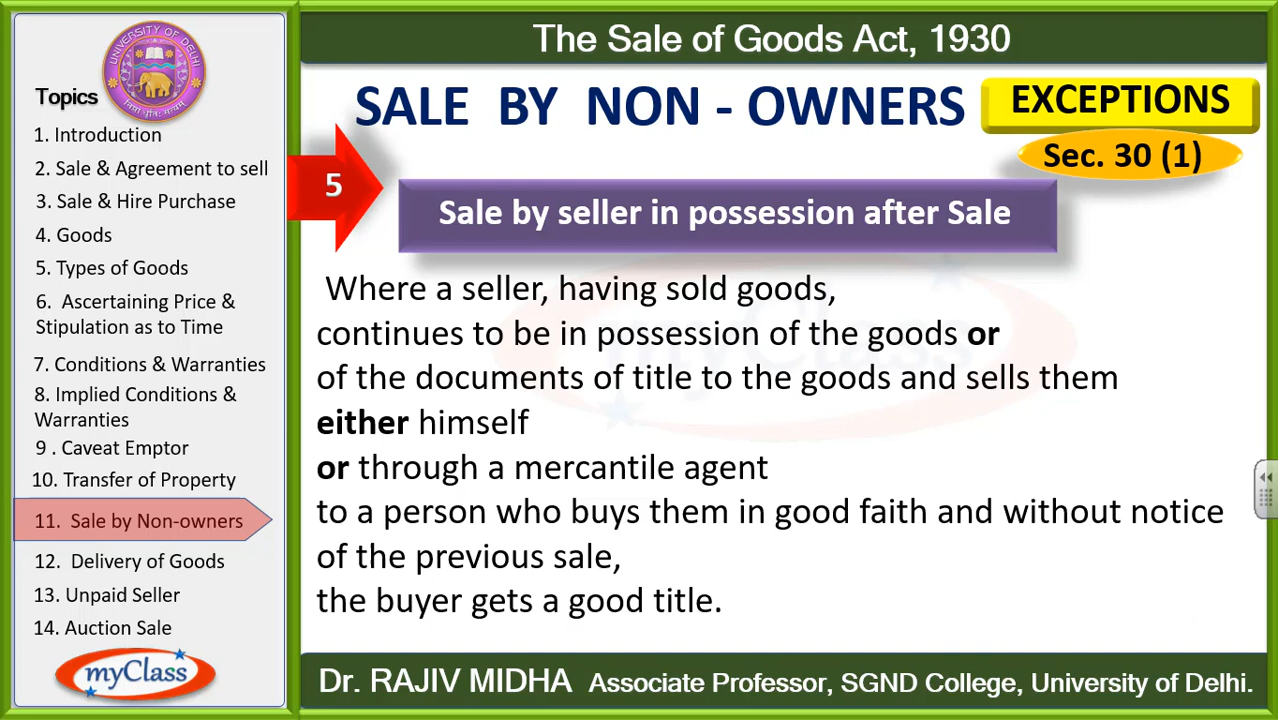 The Sale of Goods Act, 1930
UNIVERSITY OF DELHI
Topics
1. Introduction
2. Sale & Agreement to sell
3. Sale & Hire Purchase
4. Goods
5. Types of Goods
6. Ascertaining Price &
Stipulation as to Time
7. Conditions & Warranties
8. Implied Conditions &
Warranties
9 . Caveat Emptor
10. Transfer of Property
11. Sale by Non-owners
12. Delivery of Goods
13. Unpaid Seller
14. Auction Sale
myClass
SALE BY NON - OWNERS
EXCEPTIONS
Sec. 30 (1)
5
Sale by seller in possession after Sale
Where a seller, having sold goods,
continues to be in possession of the goods or
of the documents of title to the goods and sells them
either himself
or through a mercantile agent
to a person who buys them in good faith and without notice
of the previous sale,
the buyer gets a good title.
Dr. RAJIV MIDHA Associate Professor, SGND College, University of Delhi.